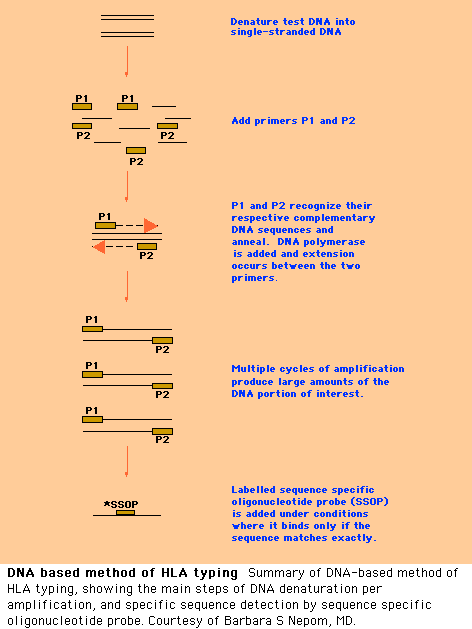 Denature test DNA into
single-stranded DNA
P1 P1
P2 P2
P2
Add primers P1 and P2
P1
P2
P1 and P2 recognize their
respective complementary
DNA sequences and
anneal. DNA polymerase
is added and extension
occurs between the two
primers.
P1
P2
P1
P2
P1
P2
Multiple cycles of amplification
produce large amounts of the
DNA portion of interest.
*SSOP
Labelled sequence specific
oligonucleotide probe (SSOP)
is added under conditions
where it binds only if the
sequence matches exactly.
DNA based method of HLA typing Summary of DNA-based method of
HLA typing, showing the main steps of DNA denaturation per
amplification, and specific sequence detection by sequence specific
oligonucleotide probe. Courtesy of Barbara S Nepom, MD.